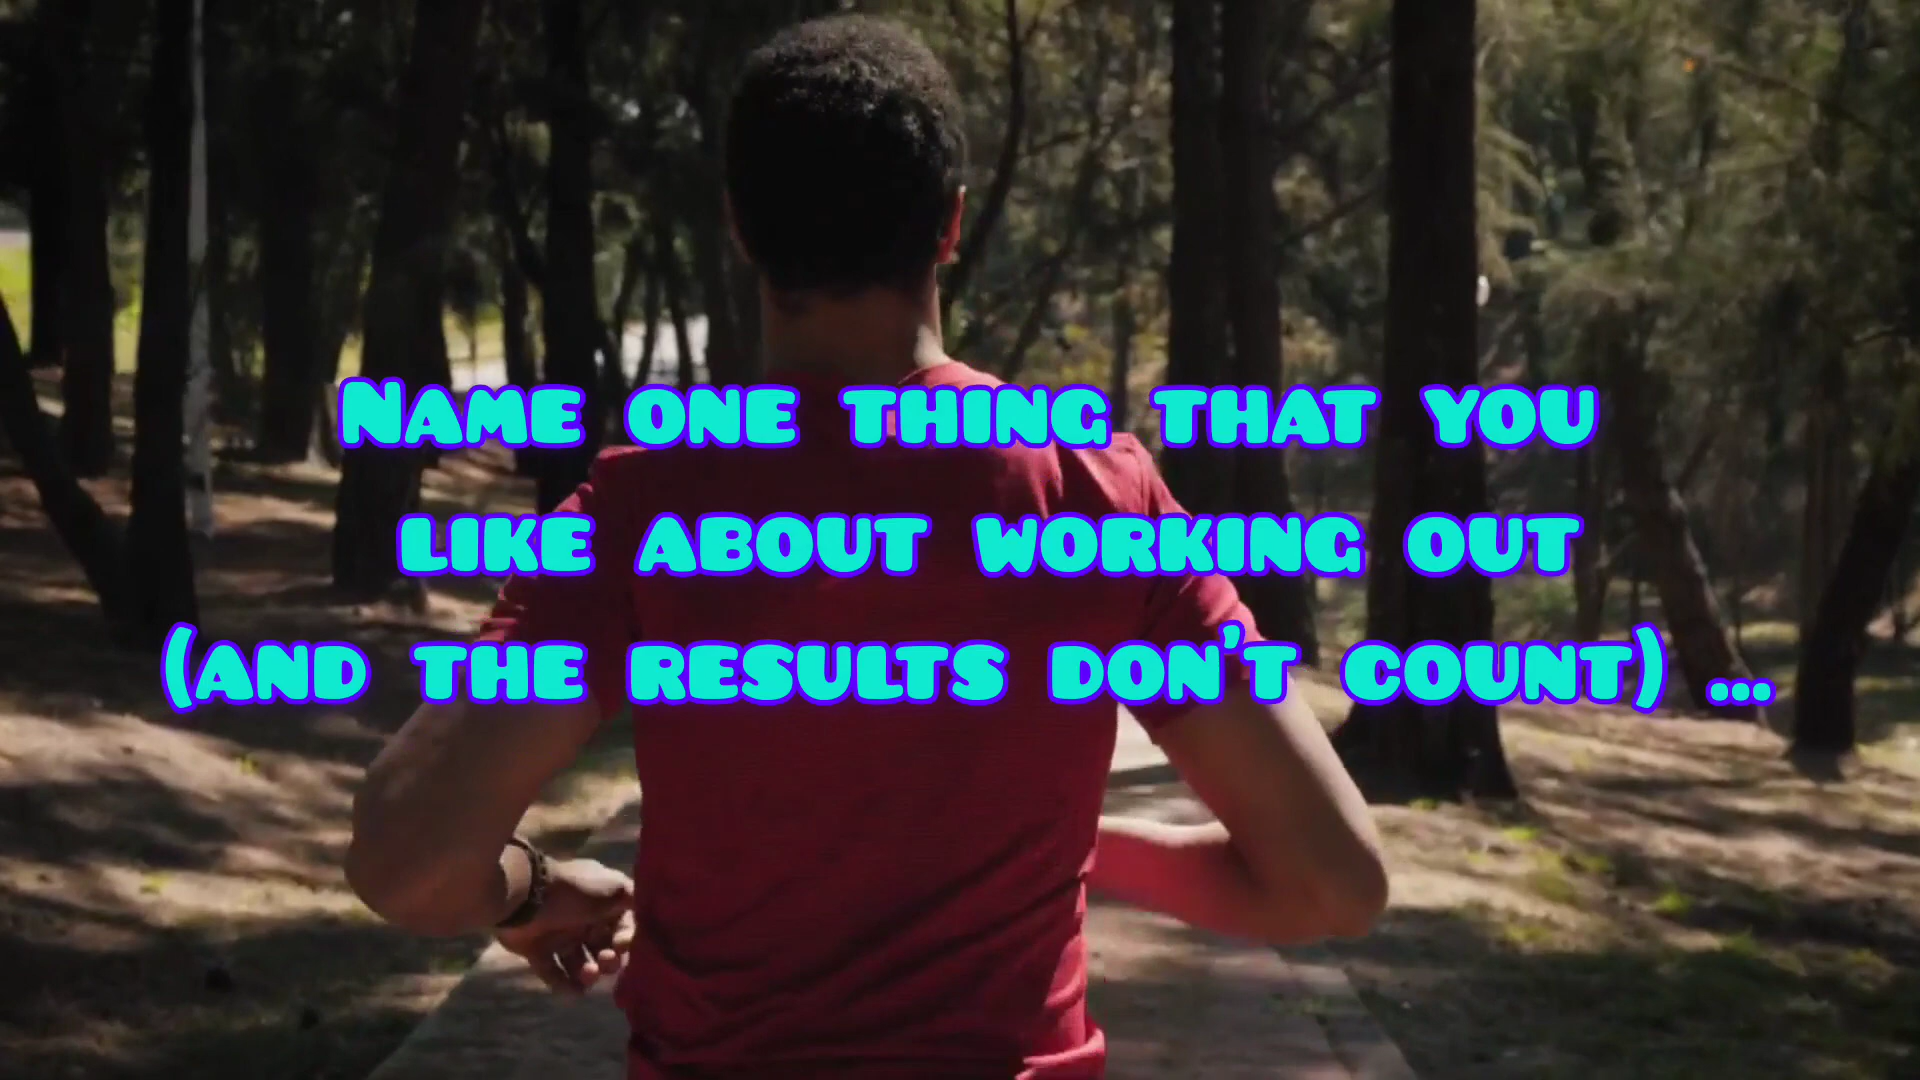 Name one thing that you
like about working out
(and the results don't count) ...